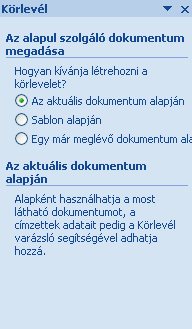 Körlevél
Az alapul szolgáló dokumentum
megadása
Hogyan kívánja létrehozni a
körlevelet?
Az aktuális dokumentum alapján
Sablon alapján
Egy már meglévő dokumentum ala
Az aktuális dokumentum
alapján
Alapként használhatja a most
látható dokumentumot, a
címzettek adatait pedig a Körlevél
varázsló segítségével adhatja
hozzá.